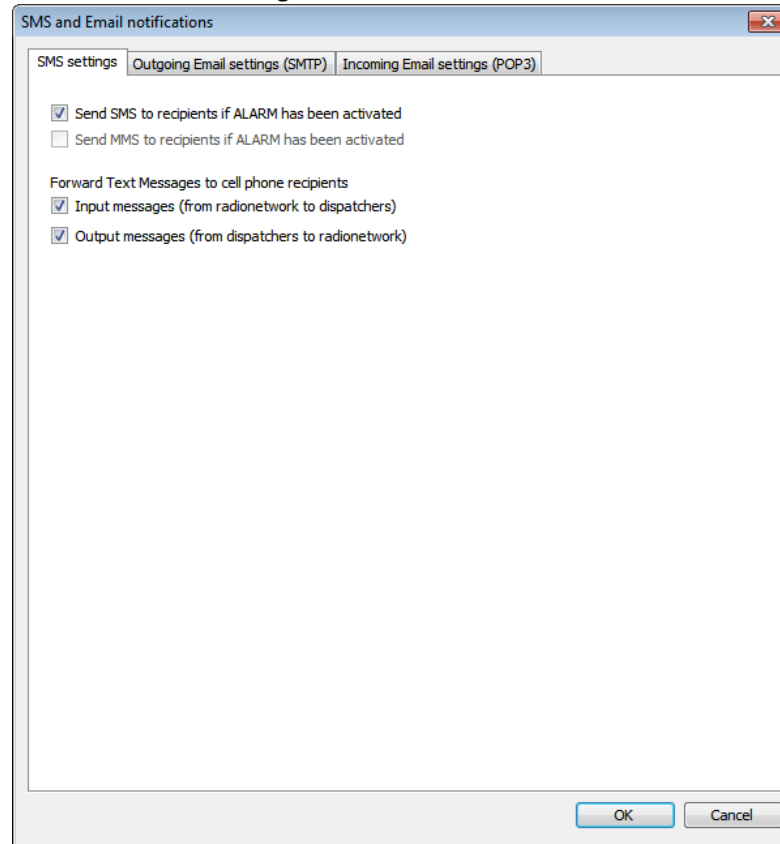 SMS and Email notifications
SMS settings Outgoing Email settings (SMTP) Incoming Email settings (POP3)
Send SMS to recipients if ALARM has been activated
Send MMS to recipients if ALARM has been activated
Forward Text Messages to cell phone recipients
Input messages (from radionetwork to dispatchers)
Output messages (from dispatchers to radionetwork)
OK Cancel